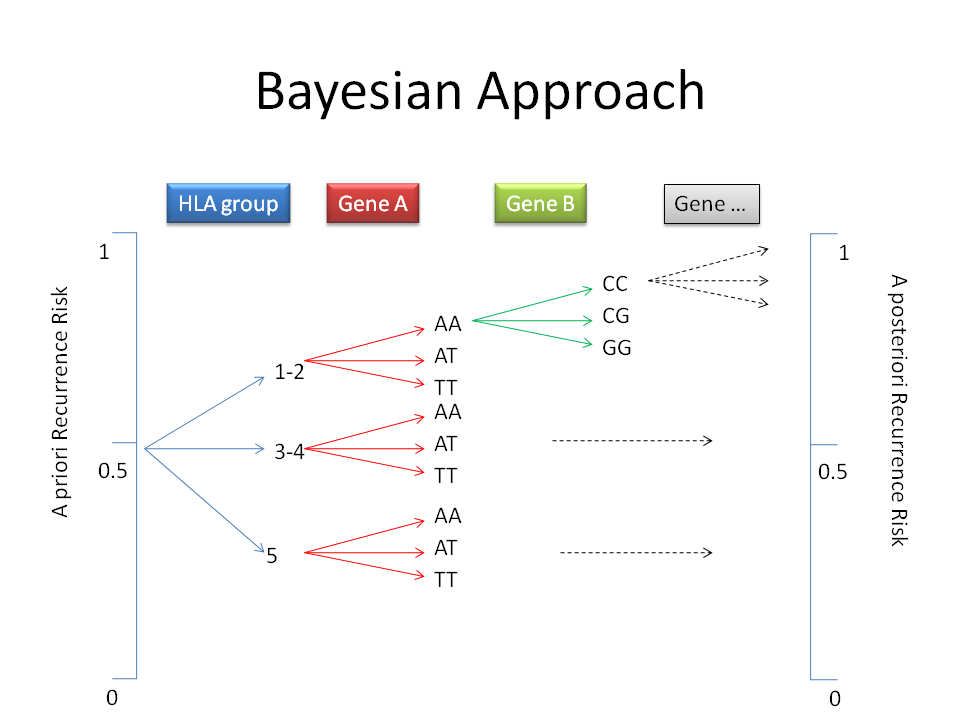 Bayesian Approach
HLA group
Gene A
Gene B
Gene ...
A priori Recurrence Risk
1
0.5
0
1-2
3-4
5
AA
AT
TT
AA
AT
TT
AA
AT
TT
CC
CG
GG
1
0.5
0
A posteriori Recurrence Risk